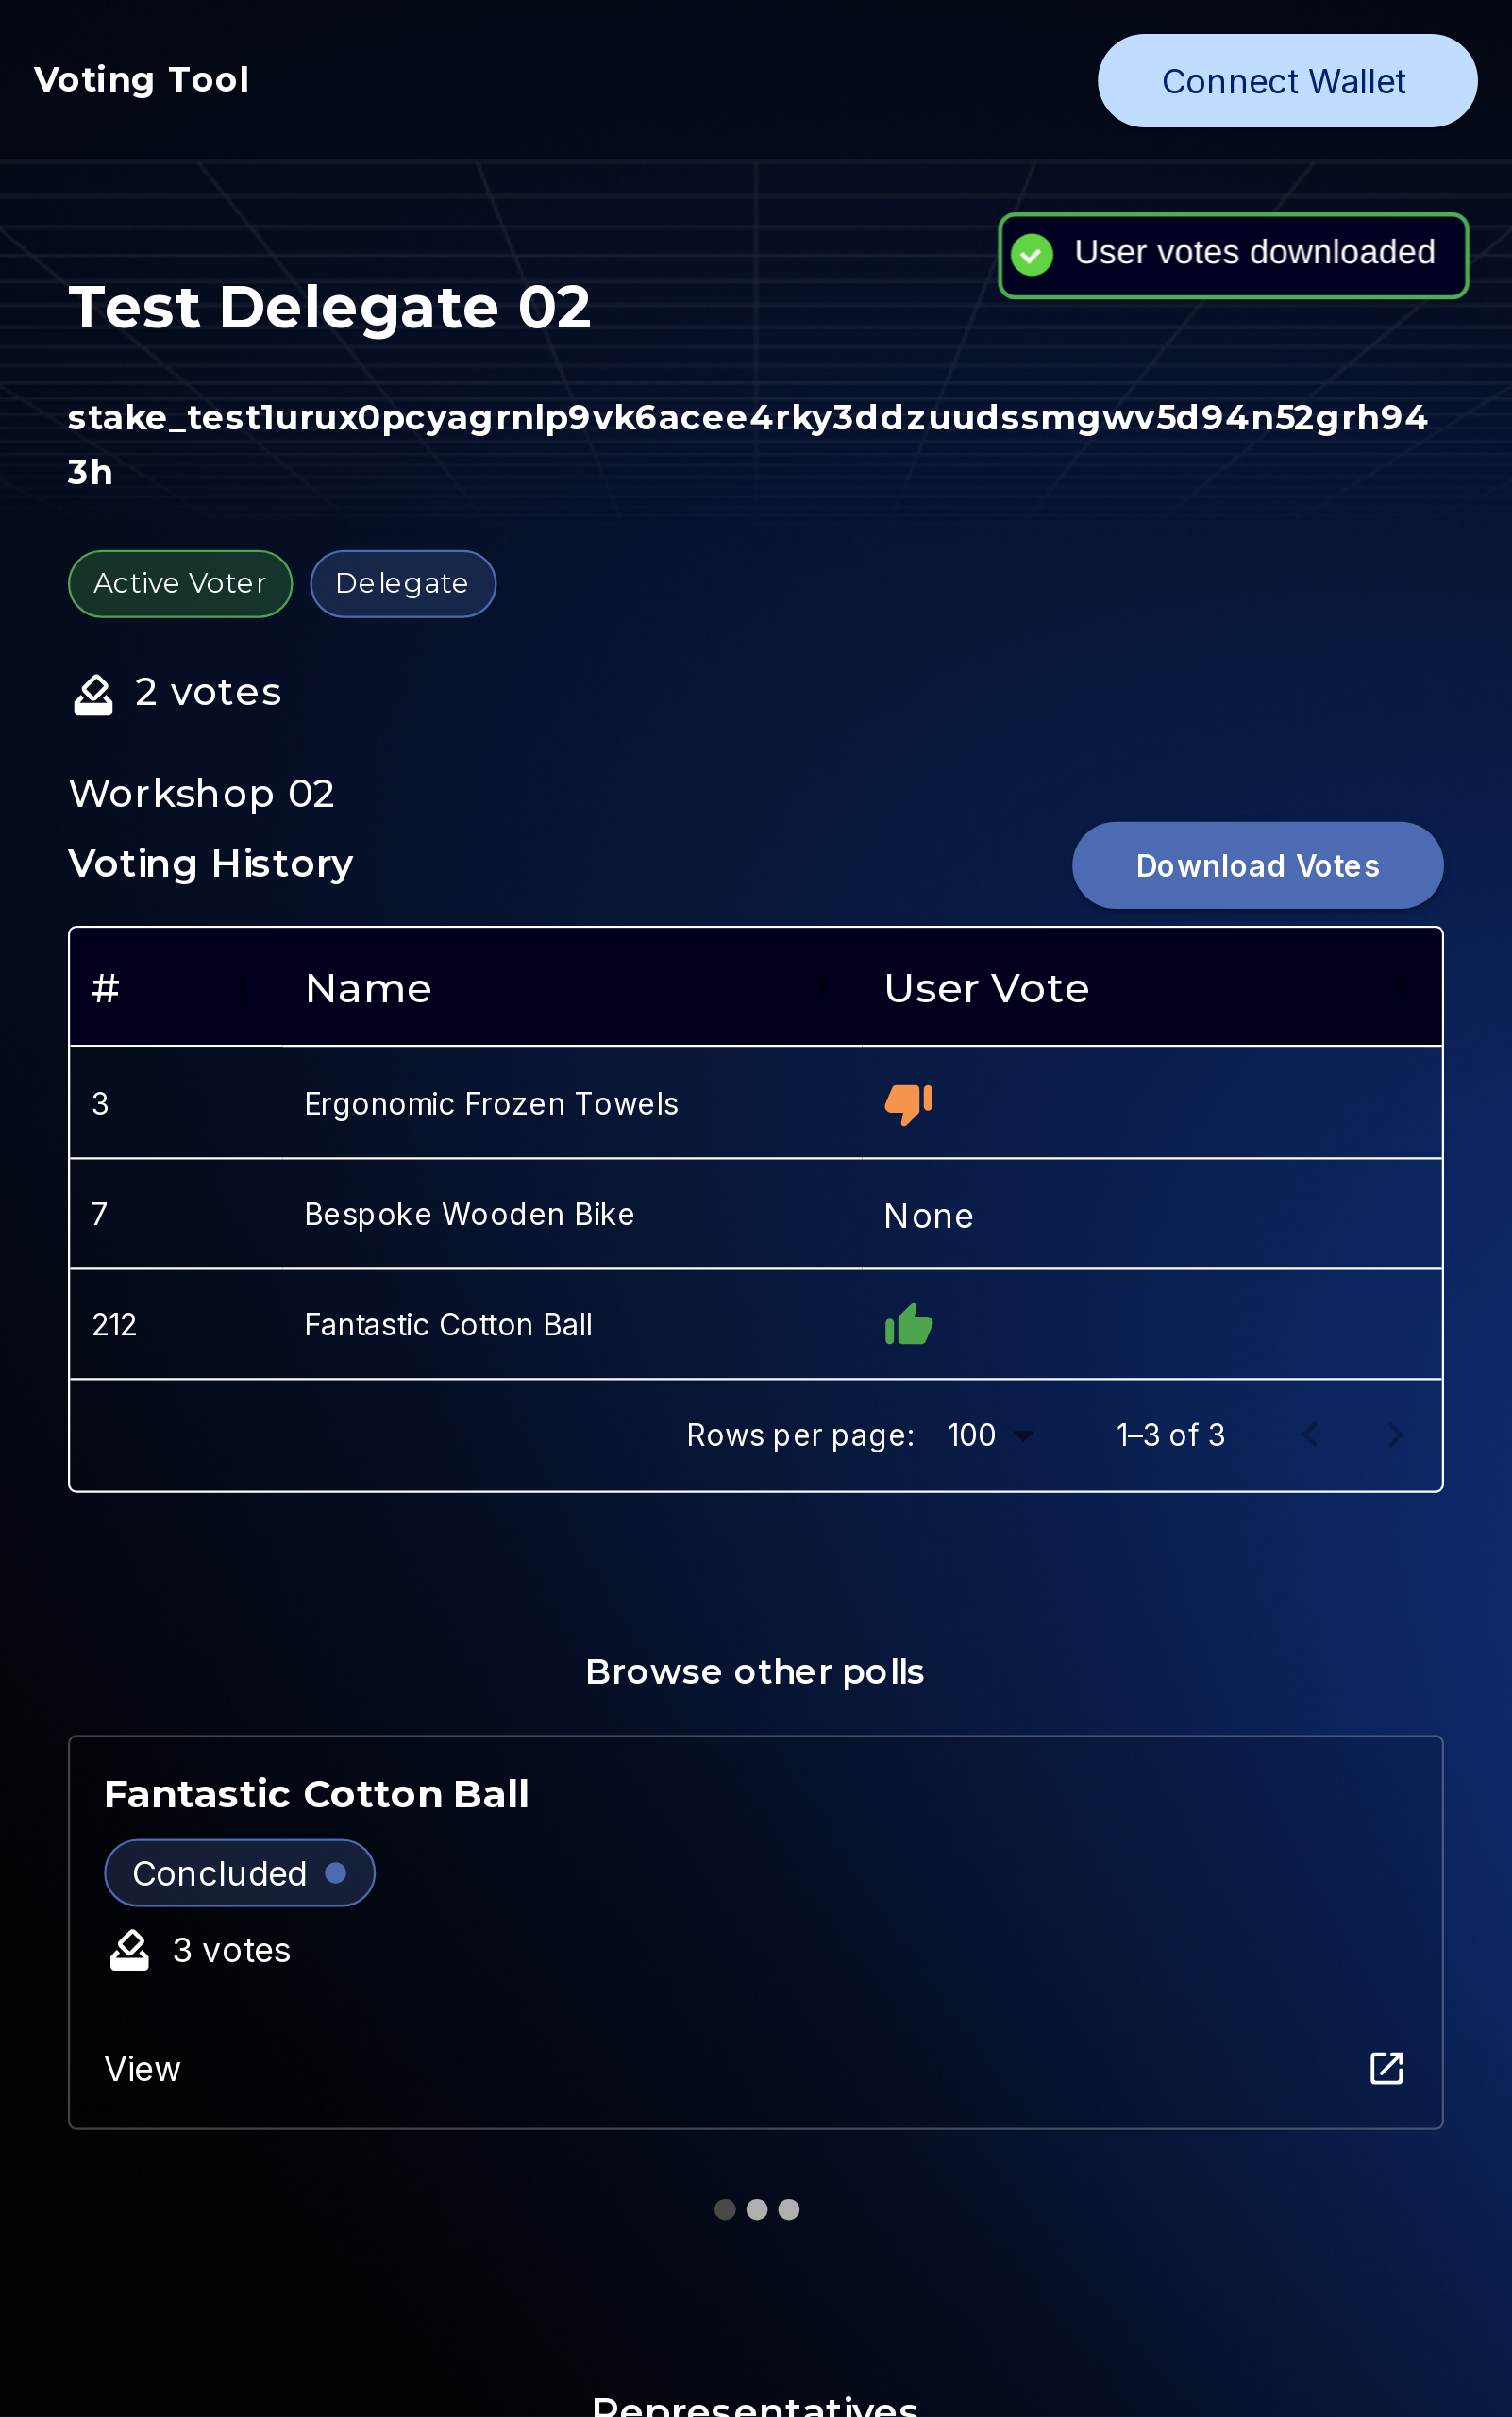 Voting Tool
Connect Wallet
User votes downloaded
Test Delegate 02
stake_test1urux0pcyagrnlp9vk6acee4rky3ddzuudssmgwv5d94n52grh94
3h
Active Voter Delegate
2 votes
Workshop 02
Voting History
Download Votes
# Name User Vote
3 Ergonomic Frozen Towels
7 Bespoke Wooden Bike None
212 Fantastic Cotton Ball
Rows per page: 100 1–3 of 3
Browse other polls
Fantastic Cotton Ball
Concluded
3 votes
View
Representatives